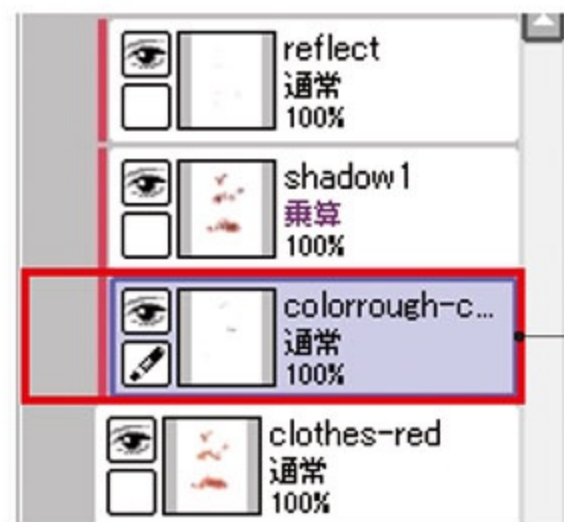 reflect
通常
100%
shadow1
乗算
100%
colorrough-c...
通常
100%
clothes-red
通常
100%